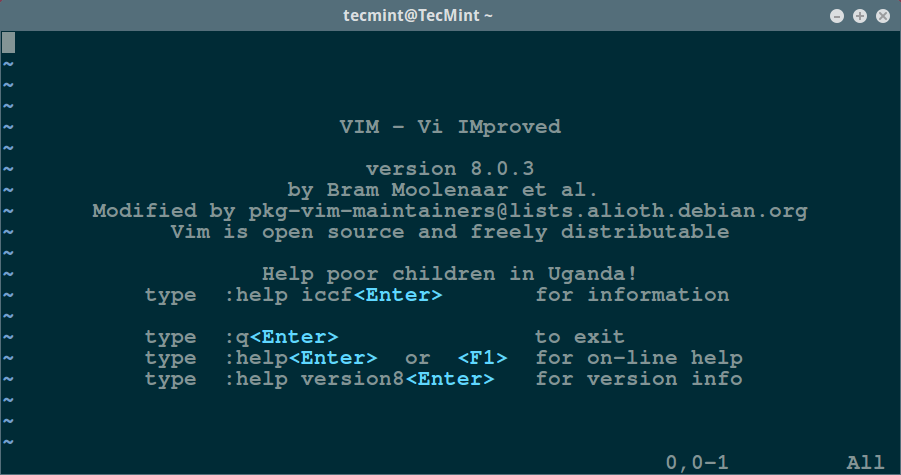 tecmint@TecMint ~
~
~
~
~ VIM - Vi IMproved
~
~ version 8.0.3
~ by Bram Moolenaar et al.
~ Modified by pkg-vim-maintainers@lists.alioth.debian.org
~ Vim is open source and freely distributable
~
~ Help poor children in Uganda!
~ type :help iccf<Enter> for information
~
~ type :q<Enter> to exit
~ type :help<Enter> or <F1> for on-line help
~ type :help version8<Enter> for version info
~
~
~
0,0-1 All